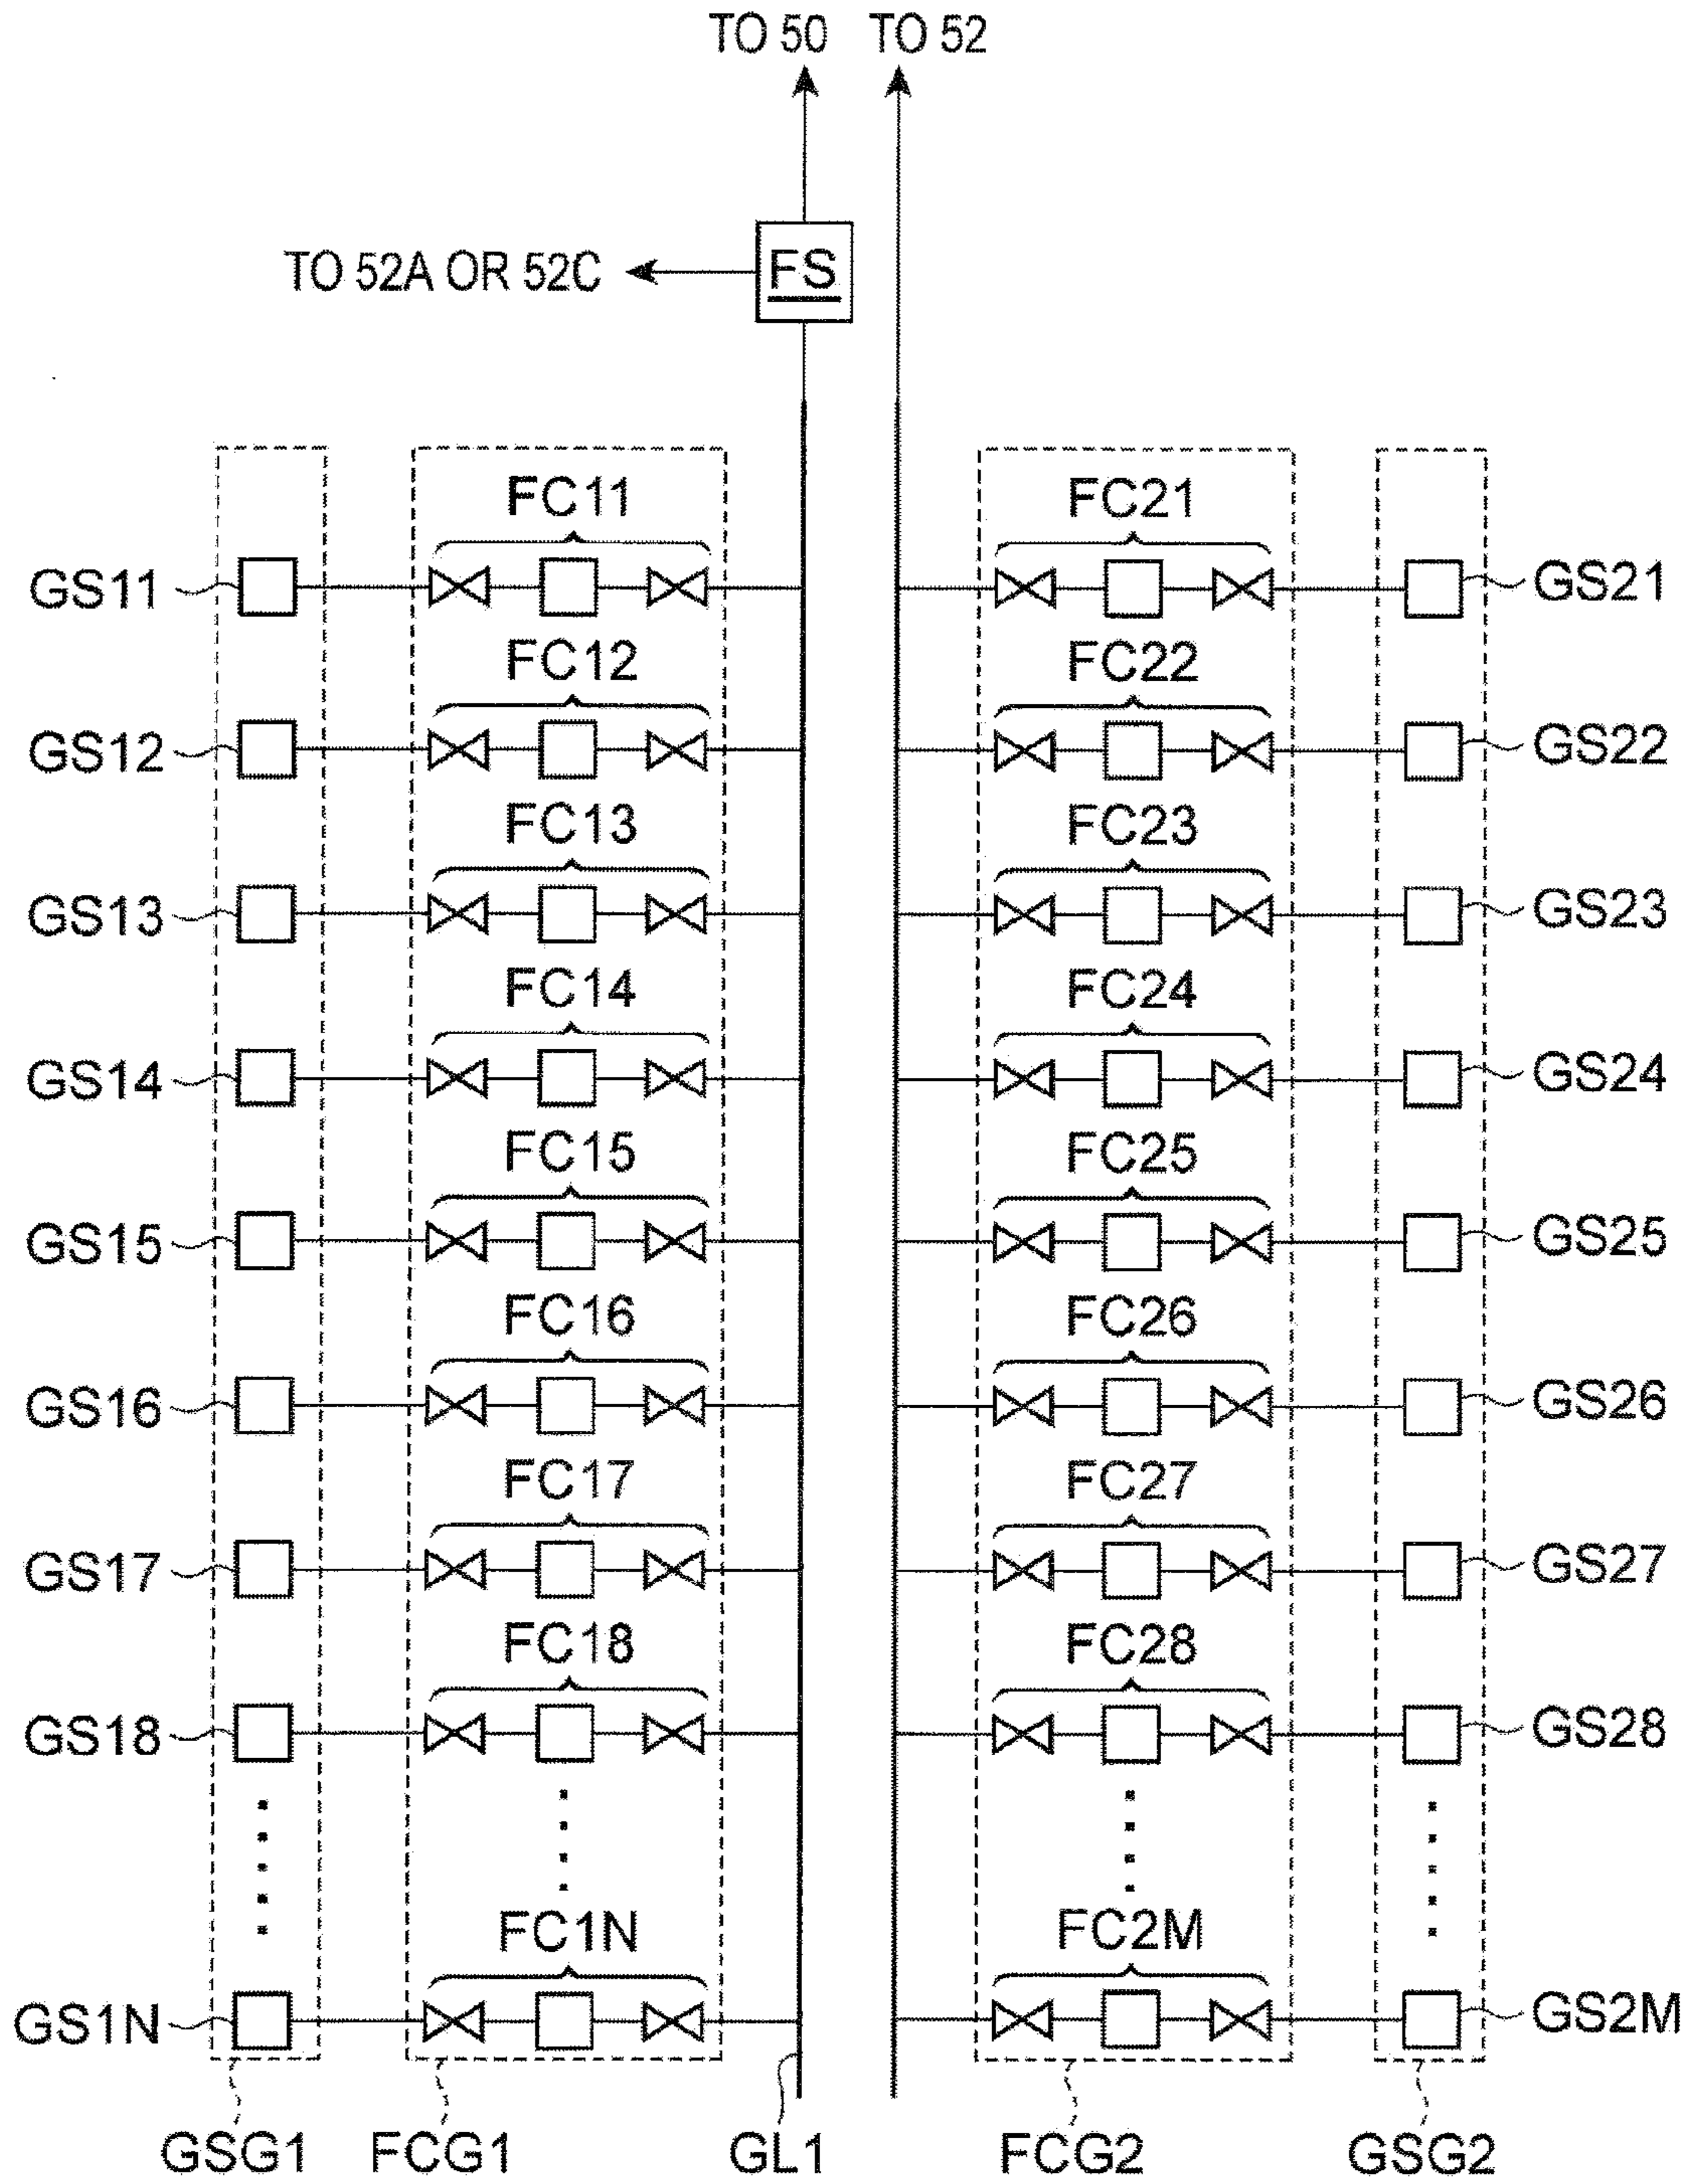 TO 50 TO 52
TO 52A OR 52C FS
FC11 FC21
GS11 GS21
FC12 FC22
GS12 GS22
FC13 FC23
GS13 GS23
FC14 FC24
GS14 GS24
FC15 FC25
GS15 GS25
FC16 FC26
GS16 GS26
FC17 FC27
GS17 GS27
FC18 FC28
GS18 GS28
FC1N FC2M
GS1N GS2M
GSG1 FCG1 GL1 FCG2 GSG2